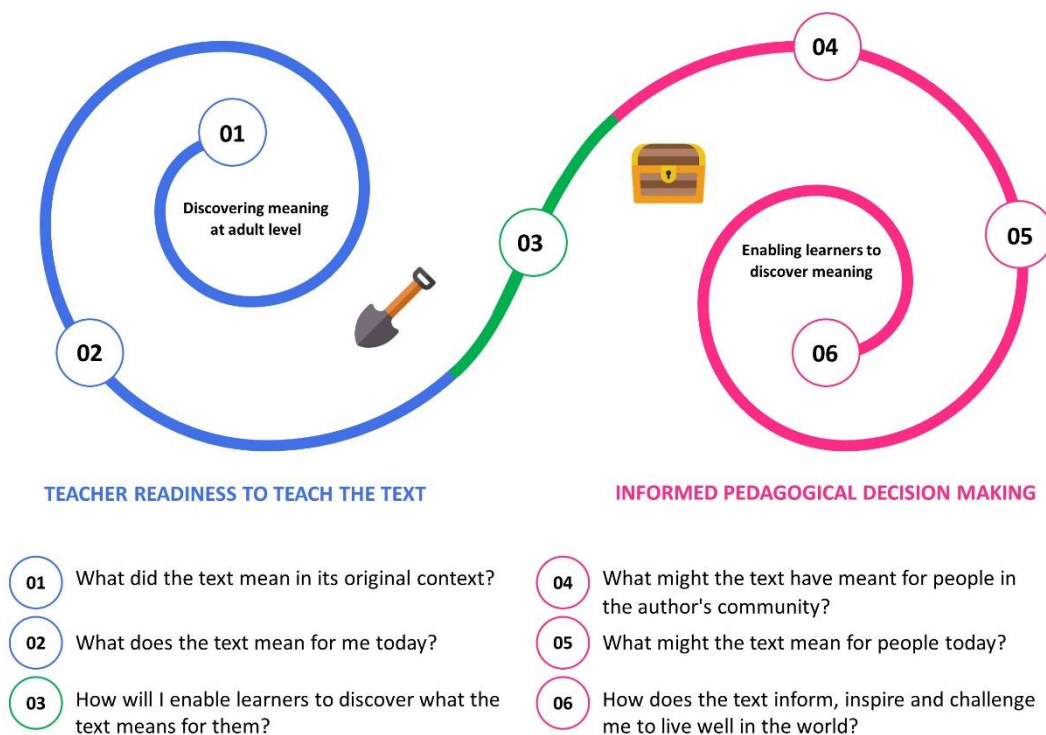 01
Discovering meaning
at adult level
02
03
04
05
Enabling learners to
discover meaning
06
TEACHER READINESS TO TEACH THE TEXT
INFORMED PEDAGOGICAL DECISION MAKING
01 What did the text mean in its original context?
02 What does the text mean for me today?
03 How will I enable learners to discover what the
text means for them?
04 What might the text have meant for people in
the author's community?
05 What might the text mean for people today?
06 How does the text inform, inspire and challenge
me to live well in the world?